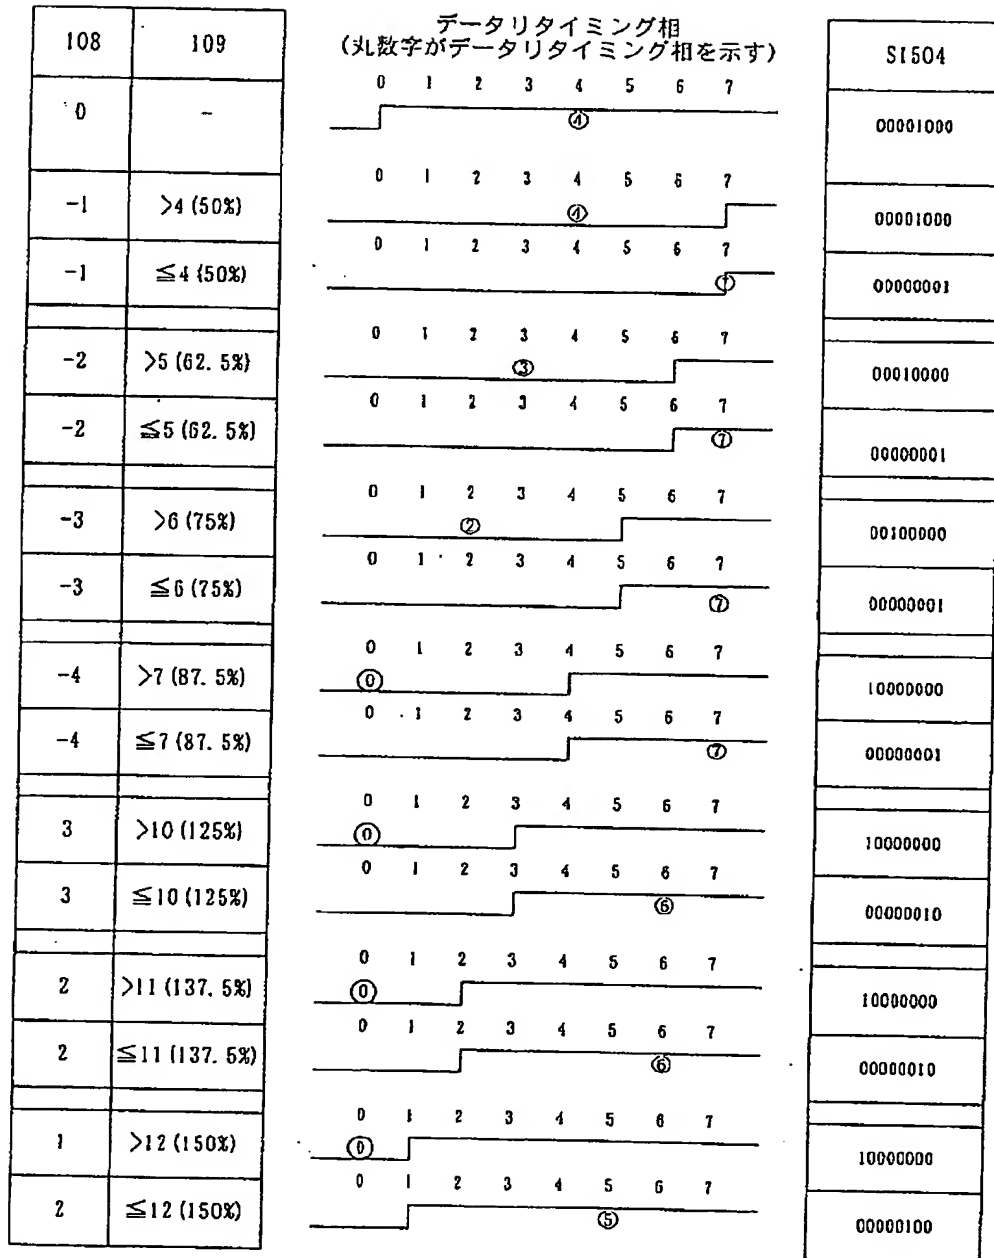 108 109 データリタイミング相 S1504
(丸数字がデータリタイミング相を示す)
0 1 2 3 4 5 6 7
0 - ④ 00001000
0 1 2 3 4 5 6 7
-1 >4 (50%) ④ 00001000
0 1 2 3 4 5 6 7
-1 ≦4 (50%) ⑦ 00000001
0 1 2 3 4 5 6 7
-2 >5 (62.5%) ③ 00010000
0 1 2 3 4 5 6 7
-2 ≦5 (62.5%) ⑦ 00000001
0 1 2 3 4 5 6 7
-3 >6 (75%) ② 00100000
0 1 2 3 4 5 6 7
-3 ≦6 (75%) ⑦ 00000001
0 1 2 3 4 5 6 7
-4 >7 (87.5%) ⓪ 10000000
0 1 2 3 4 5 6 7
-4 ≦7 (87.5%) ⑦ 00000001
0 1 2 3 4 5 6 7
3 >10 (125%) ⓪ 10000000
0 1 2 3 4 5 6 7
3 ≦10 (125%) ⑥ 00000010
0 1 2 3 4 5 6 7
2 >11 (137.5%) ⓪ 10000000
0 1 2 3 4 5 6 7
2 ≦11 (137.5%) ⑥ 00000010
0 1 2 3 4 5 6 7
1 >12 (150%) ⓪ 10000000
0 1 2 3 4 5 6 7
2 ≦12 (150%) ⑤ 00000100